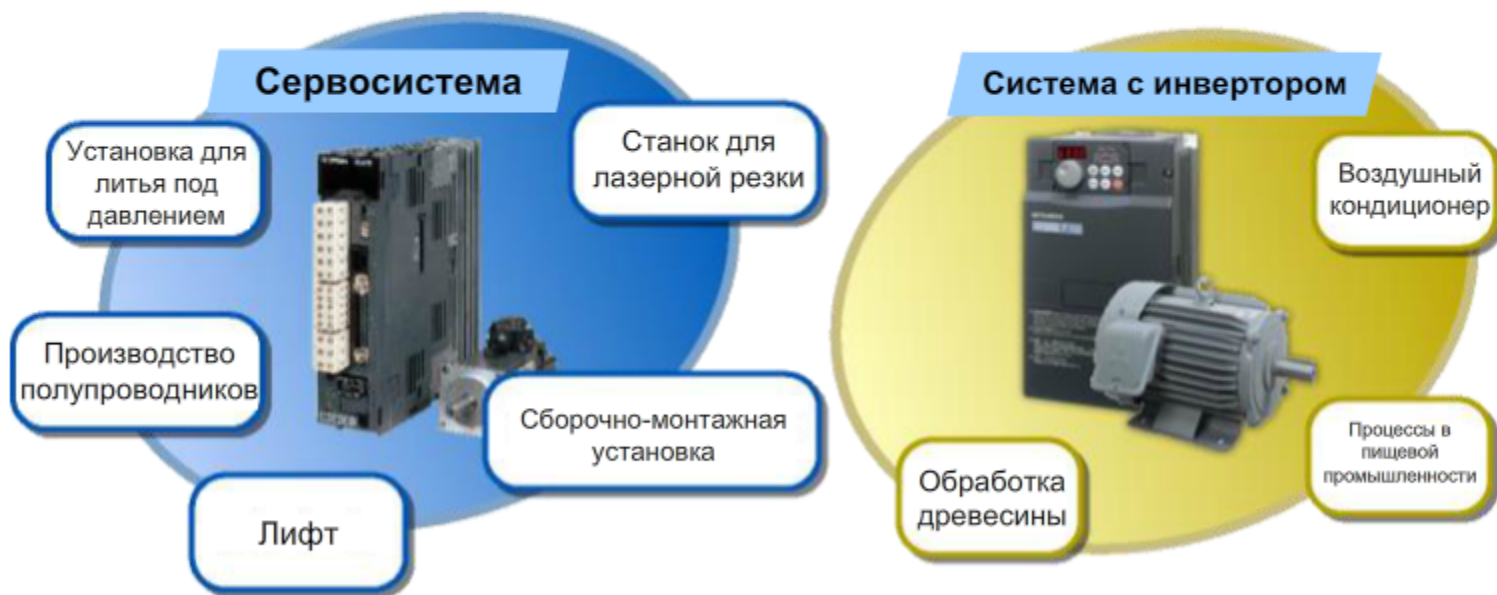 Сервосистема
Установка для
литья под
давлением
Станок для
лазерной резки
Производство
полупроводников
Сборочно-монтажная
установка
Лифт
Система с инвертором
Воздушный
кондиционер
Процессы в
пищевой
промышленности
Обработка
древесины